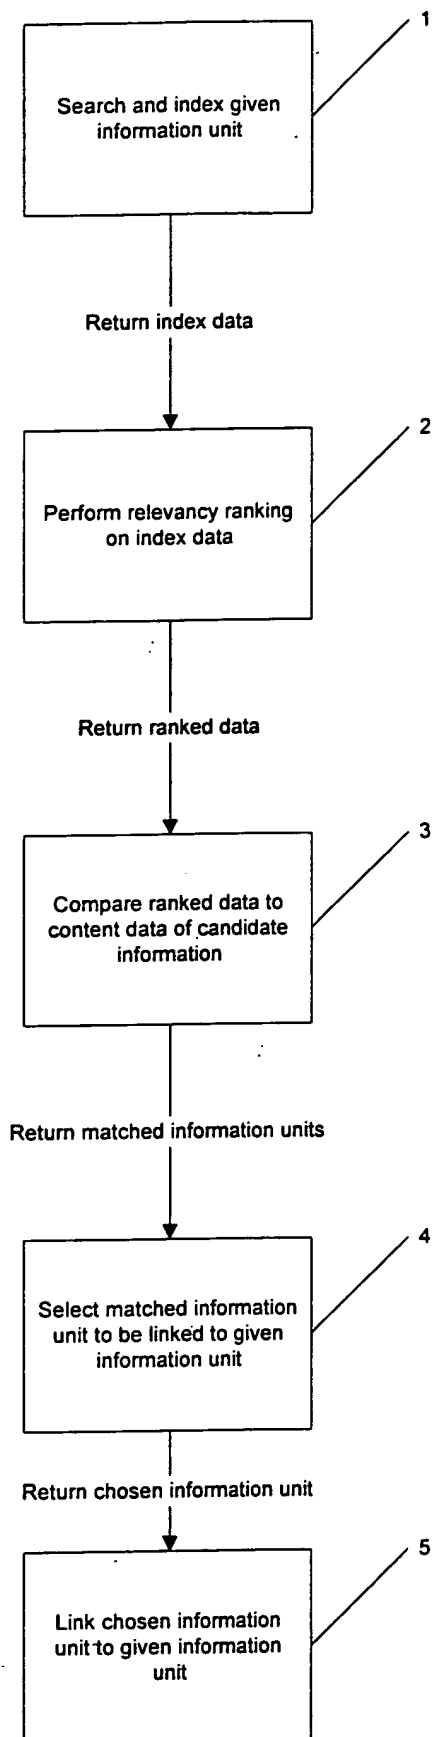 1
Search and index given
information unit
Return index data
2
Perform relevancy ranking
on index data
Return ranked data
3
Compare ranked data to
content data of candidate
information
Return matched information units
4
Select matched information
unit to be linked to given
information unit
Return chosen information unit
5
Link chosen information
unit to given information
unit